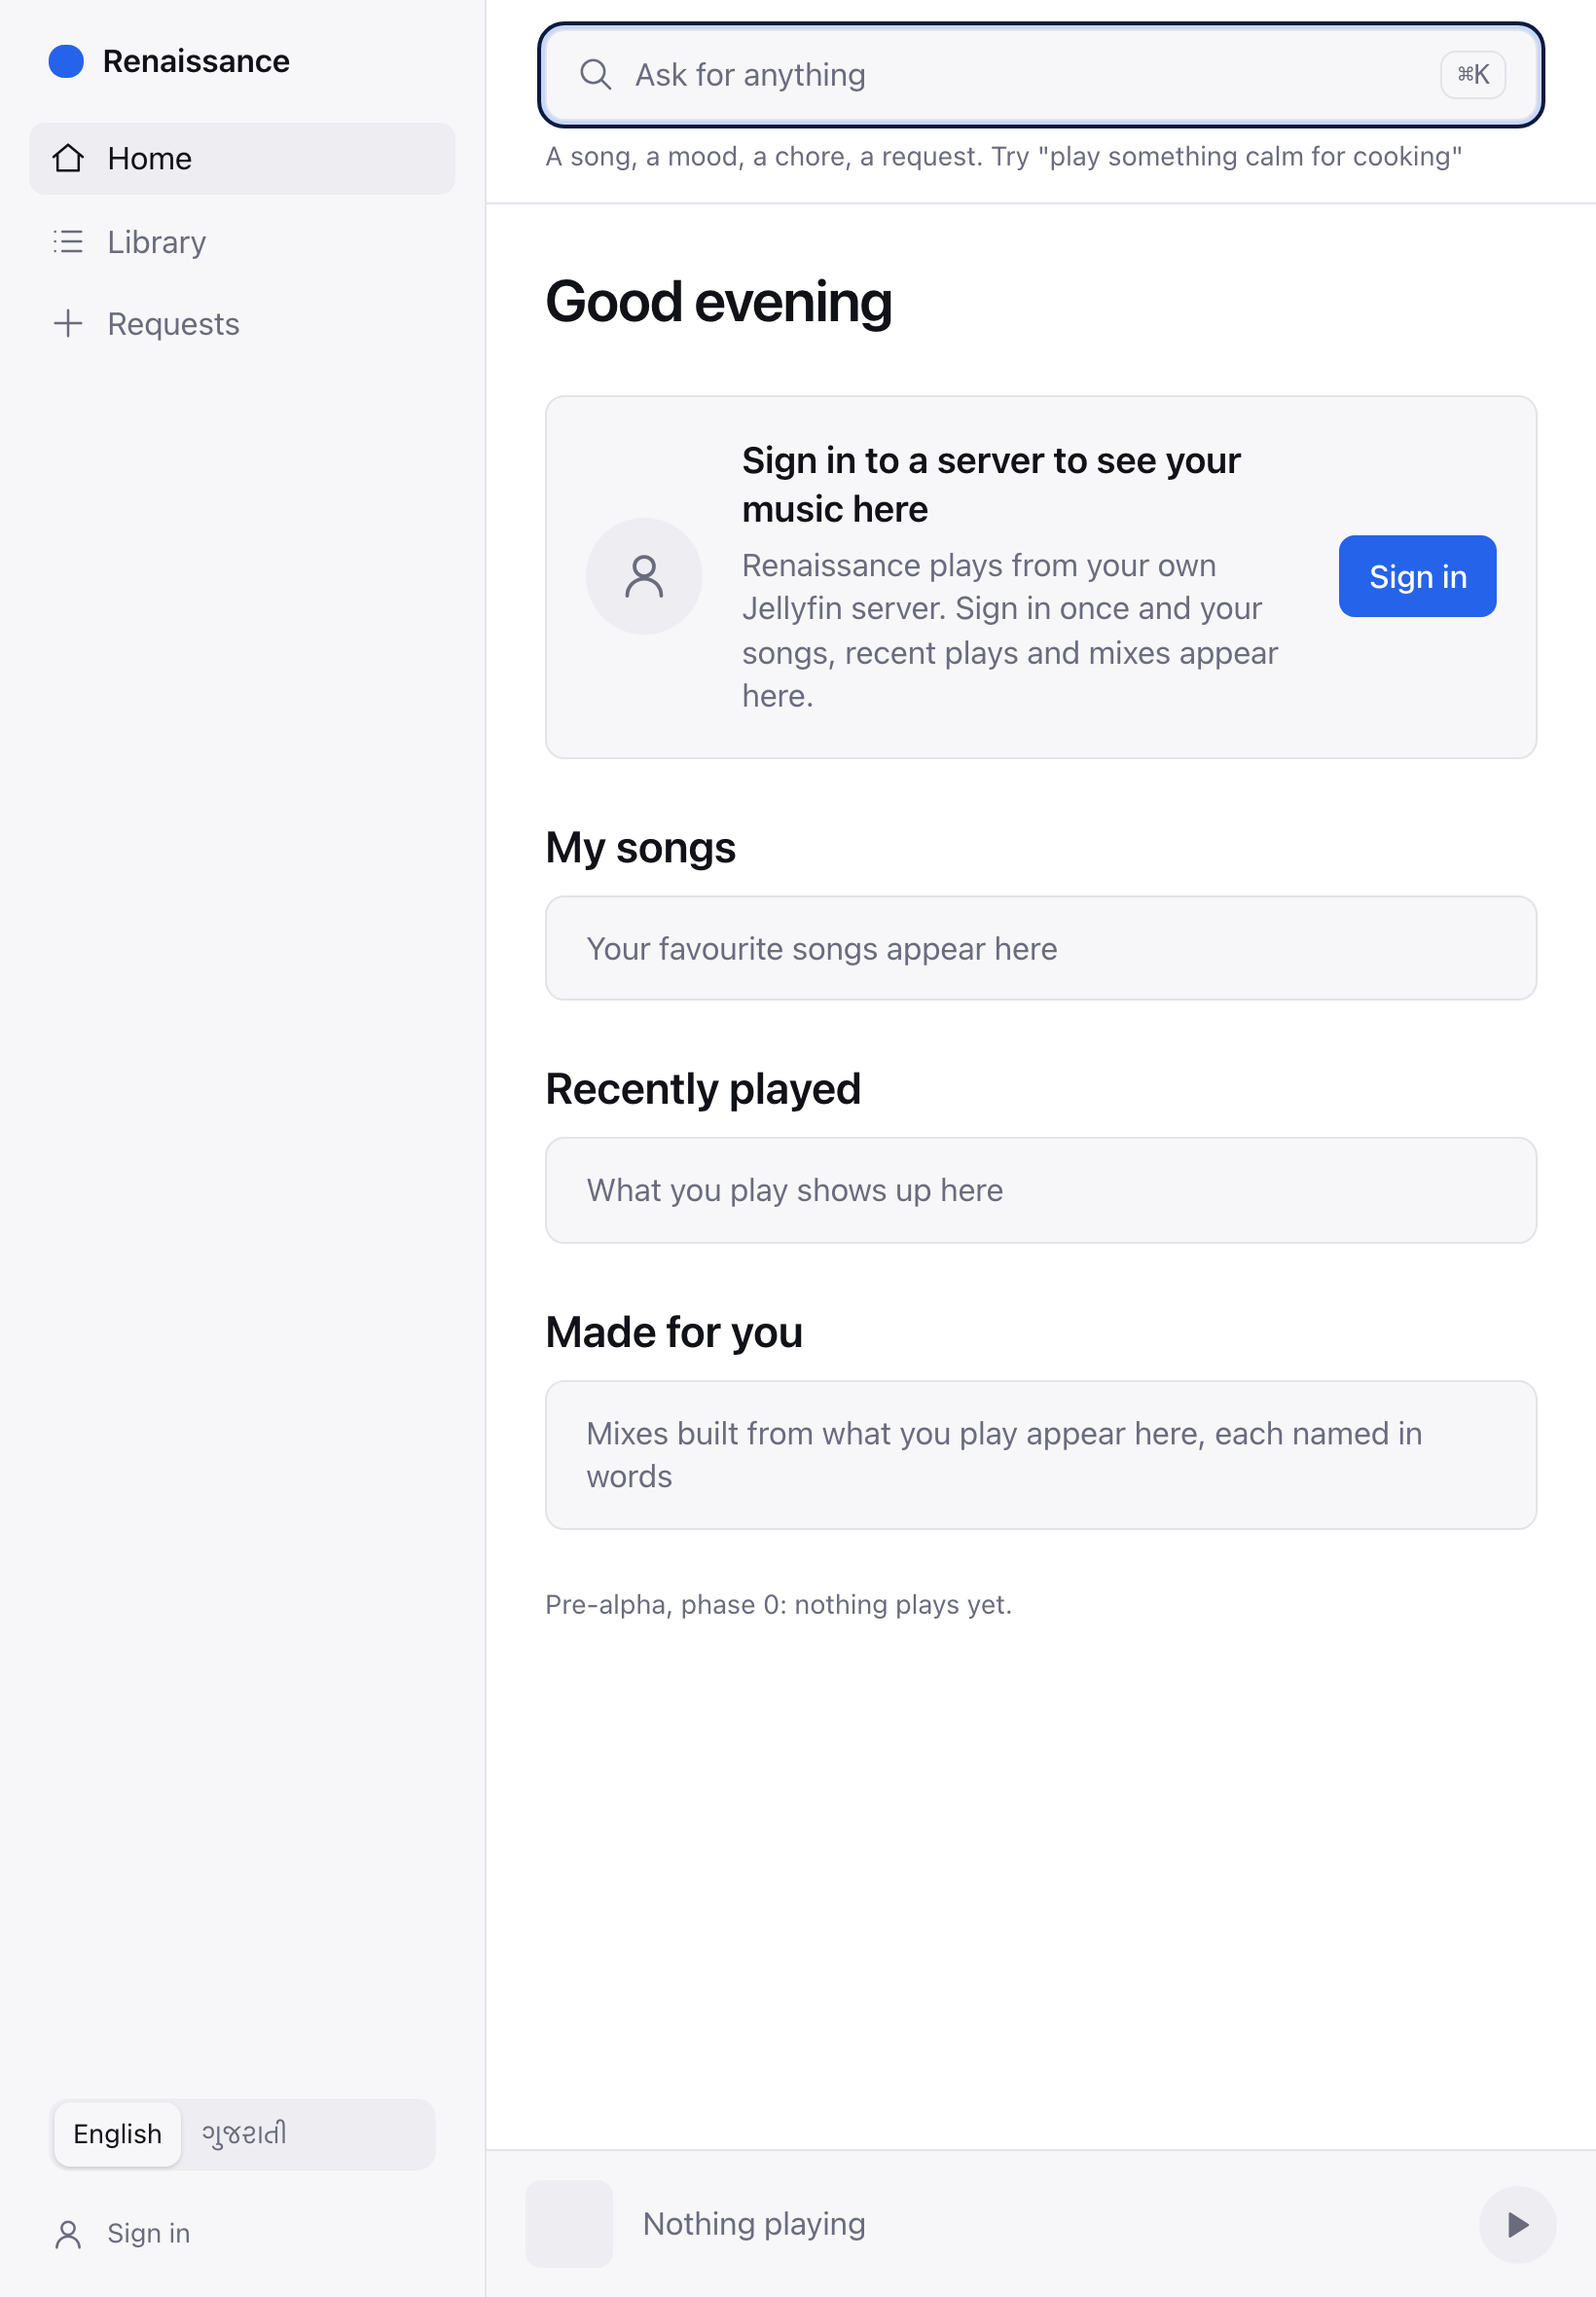 Renaissance
Home
Library
Requests
English
ગુજરાતી
Sign in
Ask for anything
⌘K
A song, a mood, a chore, a request. Try "play something calm for cooking"
Good evening
Sign in to a server to see your
music here
Renaissance plays from your own
Jellyfin server. Sign in once and your
songs, recent plays and mixes appear
here.
Sign in
My songs
Your favourite songs appear here
Recently played
What you play shows up here
Made for you
Mixes built from what you play appear here, each named in
words
Pre-alpha, phase 0: nothing plays yet.
Nothing playing